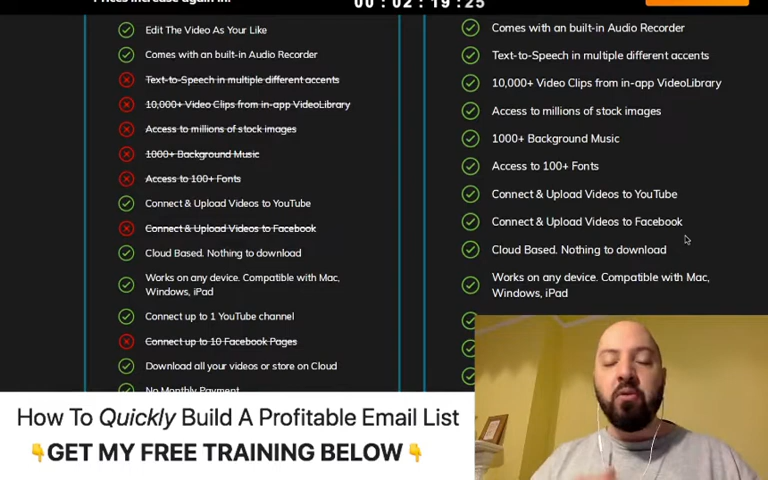 Prices increase again in:
00 : 02 : 19 : 25
Edit The Video As Your Like
Comes with an built-in Audio Recorder
Text-to-Speech in multiple different accents
10,000+ Video Clips from in-app VideoLibrary
Access to millions of stock images
1000+ Background Music
Access to 100+ Fonts
Connect & Upload Videos to YouTube
Connect & Upload Videos to Facebook
Cloud Based. Nothing to download
Works on any device. Compatible with Mac,
Windows, iPad
Connect up to 1 YouTube channel
Connect up to 10 Facebook Pages
Download all your videos or store on Cloud
No Monthly Payment
Comes with an built-in Audio Recorder
Text-to-Speech in multiple different accents
10,000+ Video Clips from in-app VideoLibrary
Access to millions of stock images
1000+ Background Music
Access to 100+ Fonts
Connect & Upload Videos to YouTube
Connect & Upload Videos to Facebook
Cloud Based. Nothing to download
Works on any device. Compatible with Mac,
Windows, iPad
How To Quickly Build A Profitable Email List
👇GET MY FREE TRAINING BELOW👇